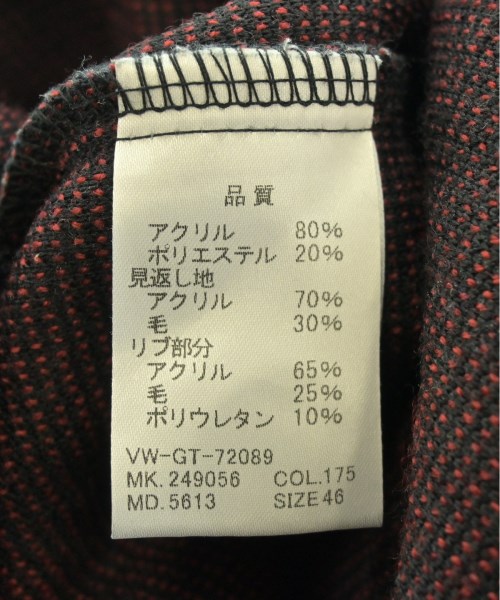 品質
アクリル 80%
ポリエステル 20%
見返し地
アクリル 70%
毛 30%
リブ部分
アクリル 65%
毛 25%
ポリウレタン 10%
VW-GT-72089
MK. 249056 COL. 175
MD. 5613 SIZE 46